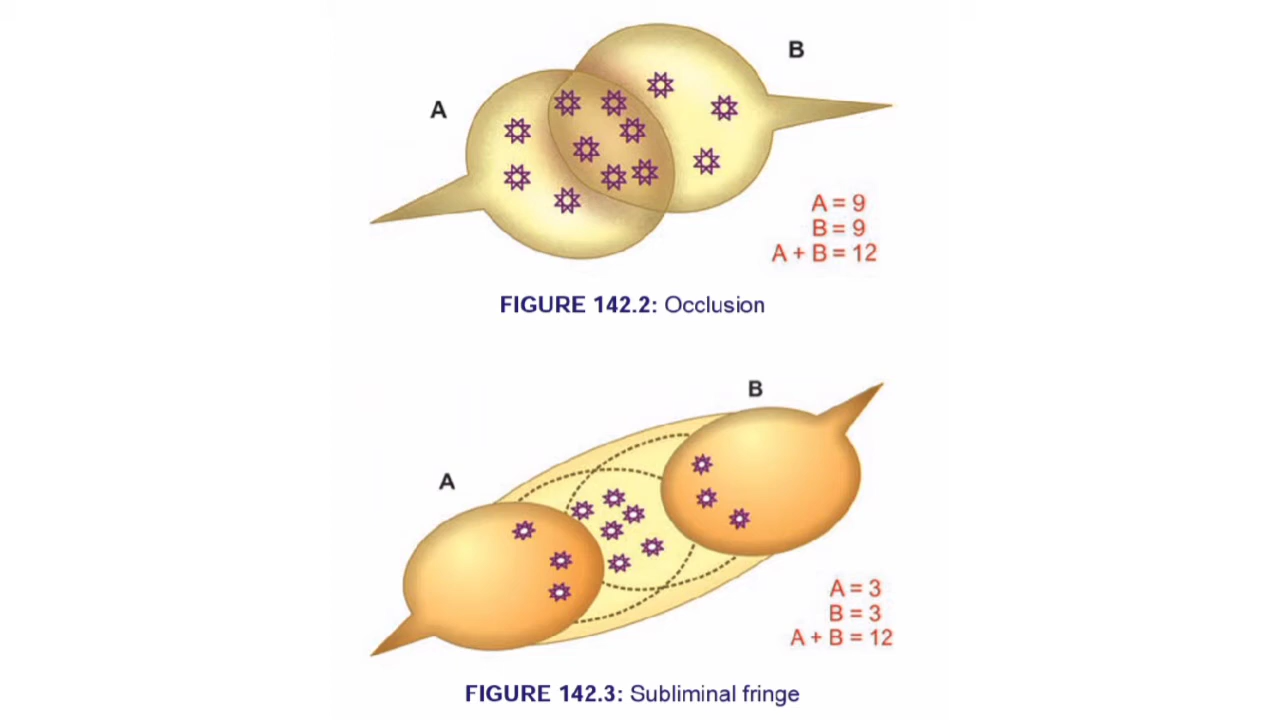 B
A
A = 9
B = 9
A + B = 12
FIGURE 142.2: Occlusion
B
A
A = 3
B = 3
A + B = 12
FIGURE 142.3: Subliminal fringe